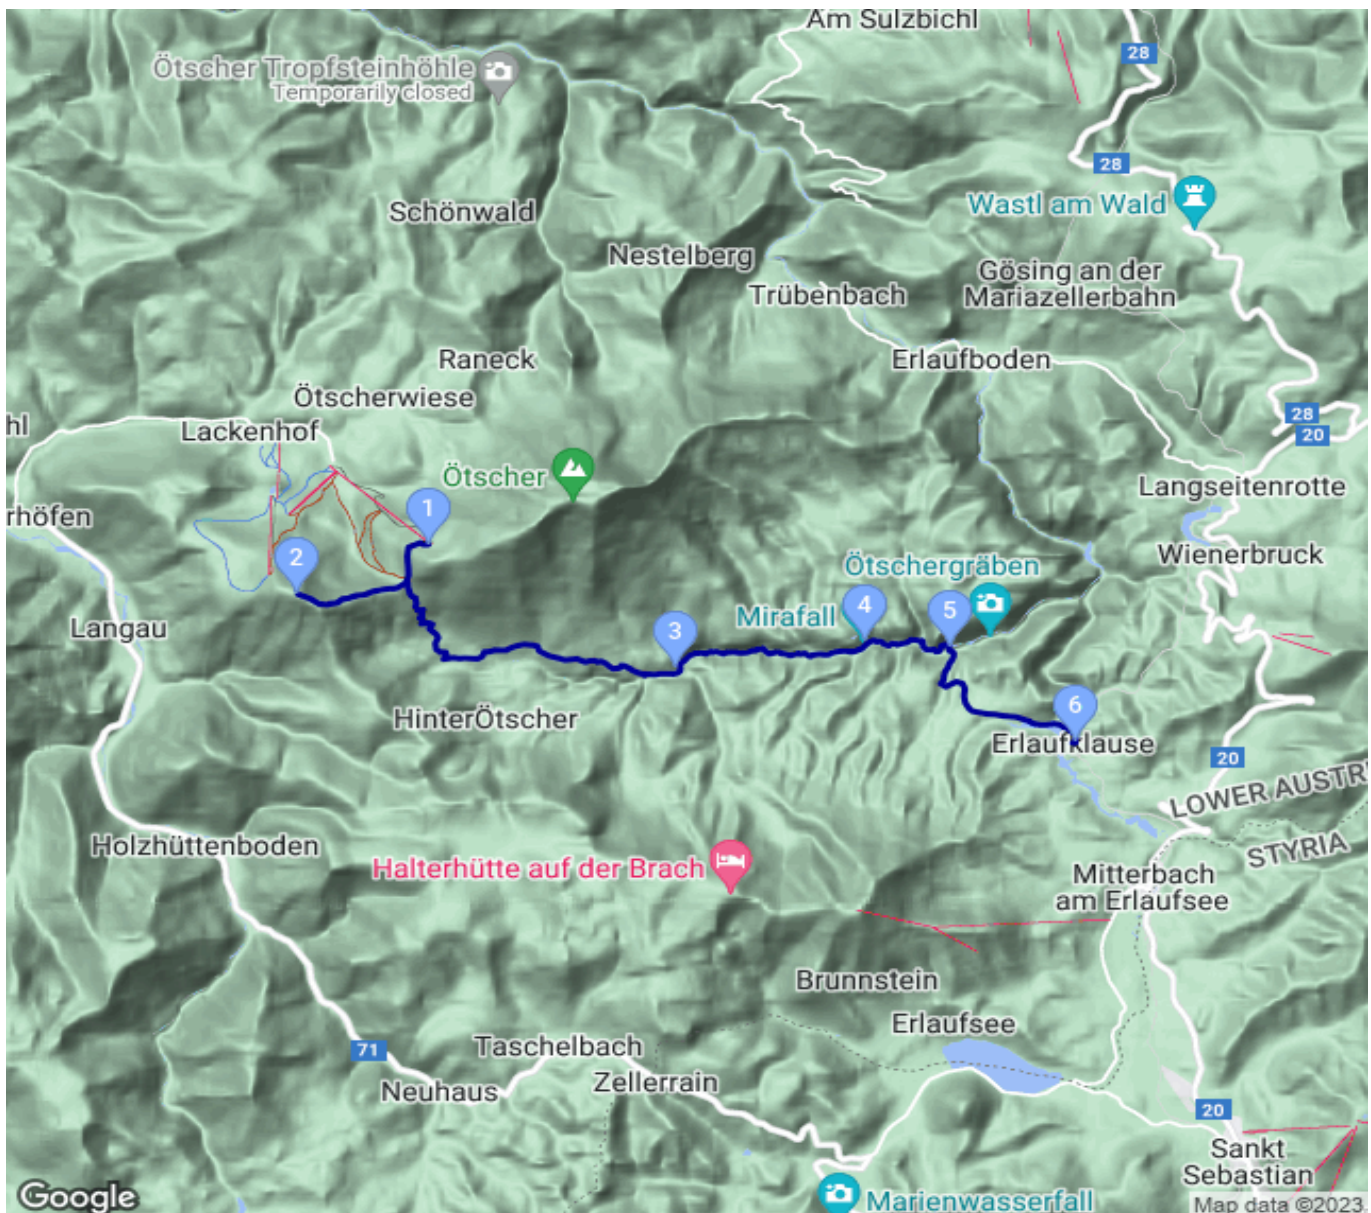 Am Sulzbichl
28
Ötscher Tropfsteinhöhle
Temporarily closed
28
Schönwald
Wastl am Wald
Nestelberg
Gösing an der
Mariazellerbahn
Trübenbach
Raneck
Erlaufboden
Ötscherwiese
hl
Lackenhof
28
20
Ötscher
Langseitenrotte
1
rhöfen
2
Wienerbruck
Ötschergräben
Mirafall
4
5
Langau
3
HinterÖtscher
6
Erlaufklause
20
LOWER AUSTRI
STYRIA
Holzhüttenboden
Halterhütte auf der Brach
Mitterbach
am Erlaufsee
Brunnstein
Erlaufsee
71
Taschelbach
Neuhaus
Zellerrain
20
Sankt
Sebastian
Google
Marienwasserfall
Map data ©2023